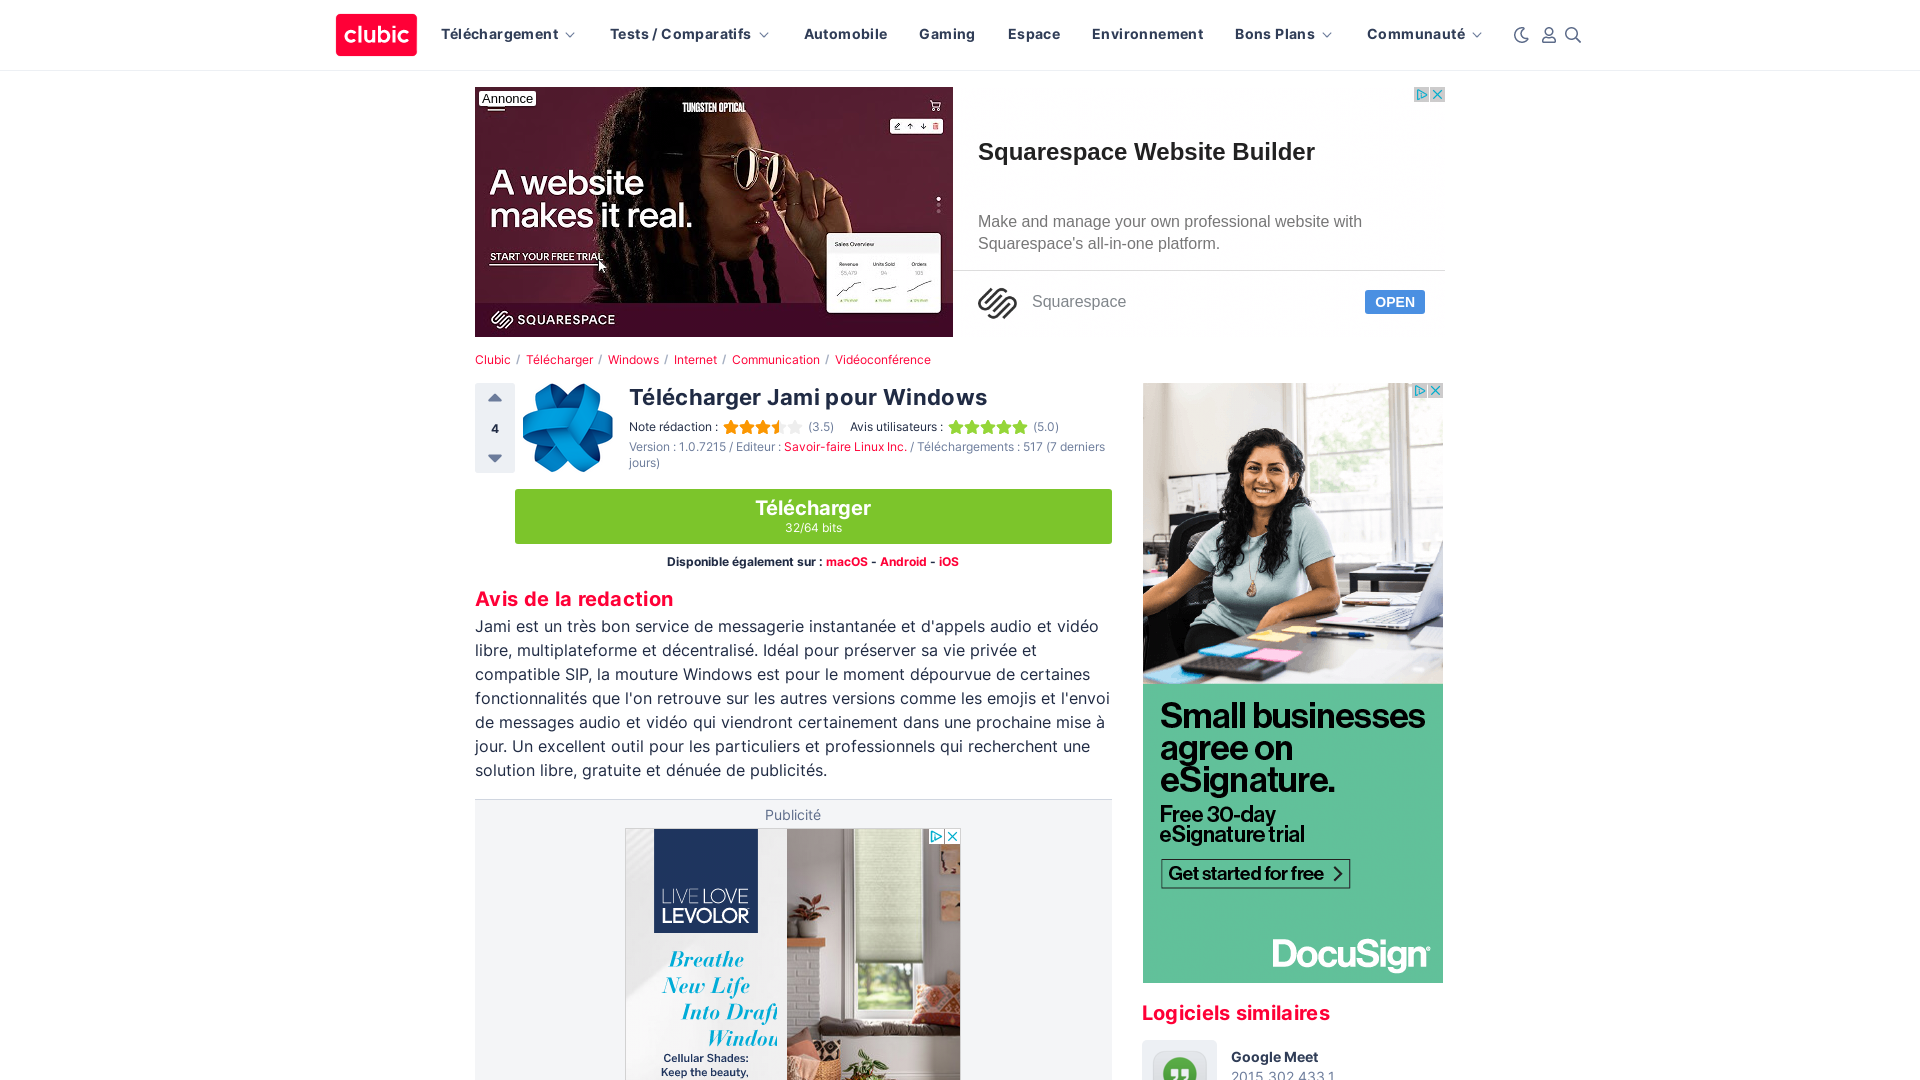 clubic
Téléchargement
Tests / Comparatifs
Automobile
Gaming
Espace
Environnement
Bons Plans
Communauté
Annonce
TUNGSTEN OPTICAL
A website
makes it real.
START YOUR FREE TRIAL
Sales Overview
Revenue
Units Sold
Orders
SQUARESPACE
Squarespace Website Builder
Make and manage your own professional website with
Squarespace's all-in-one platform.
Squarespace
OPEN
Clubic / Télécharger / Windows / Internet / Communication / Vidéoconférence
4
Télécharger Jami pour Windows
Note rédaction : (3.5) Avis utilisateurs : (5.0)
Version : 1.0.7215 / Editeur : Savoir-faire Linux Inc. / Téléchargements : 517 (7 derniers
jours)
Télécharger
32/64 bits
Disponible également sur : macOS - Android - iOS
Avis de la redaction
Jami est un très bon service de messagerie instantanée et d'appels audio et vidéo
libre, multiplateforme et décentralisé. Idéal pour préserver sa vie privée et
compatible SIP, la mouture Windows est pour le moment dépourvue de certaines
fonctionnalités que l'on retrouve sur les autres versions comme les emojis et l'envoi
de messages audio et vidéo qui viendront certainement dans une prochaine mise à
jour. Un excellent outil pour les particuliers et professionnels qui recherchent une
solution libre, gratuite et dénuée de publicités.
Publicité
LIVE LOVE
LEVOLOR
Breathe
New Life
Into Draft
Window
Cellular Shades:
Keep the beauty,
Small businesses
agree on
eSignature.
Free 30-day
eSignature trial
Get started for free
DocuSign
Logiciels similaires
Google Meet
2015.302.433.1